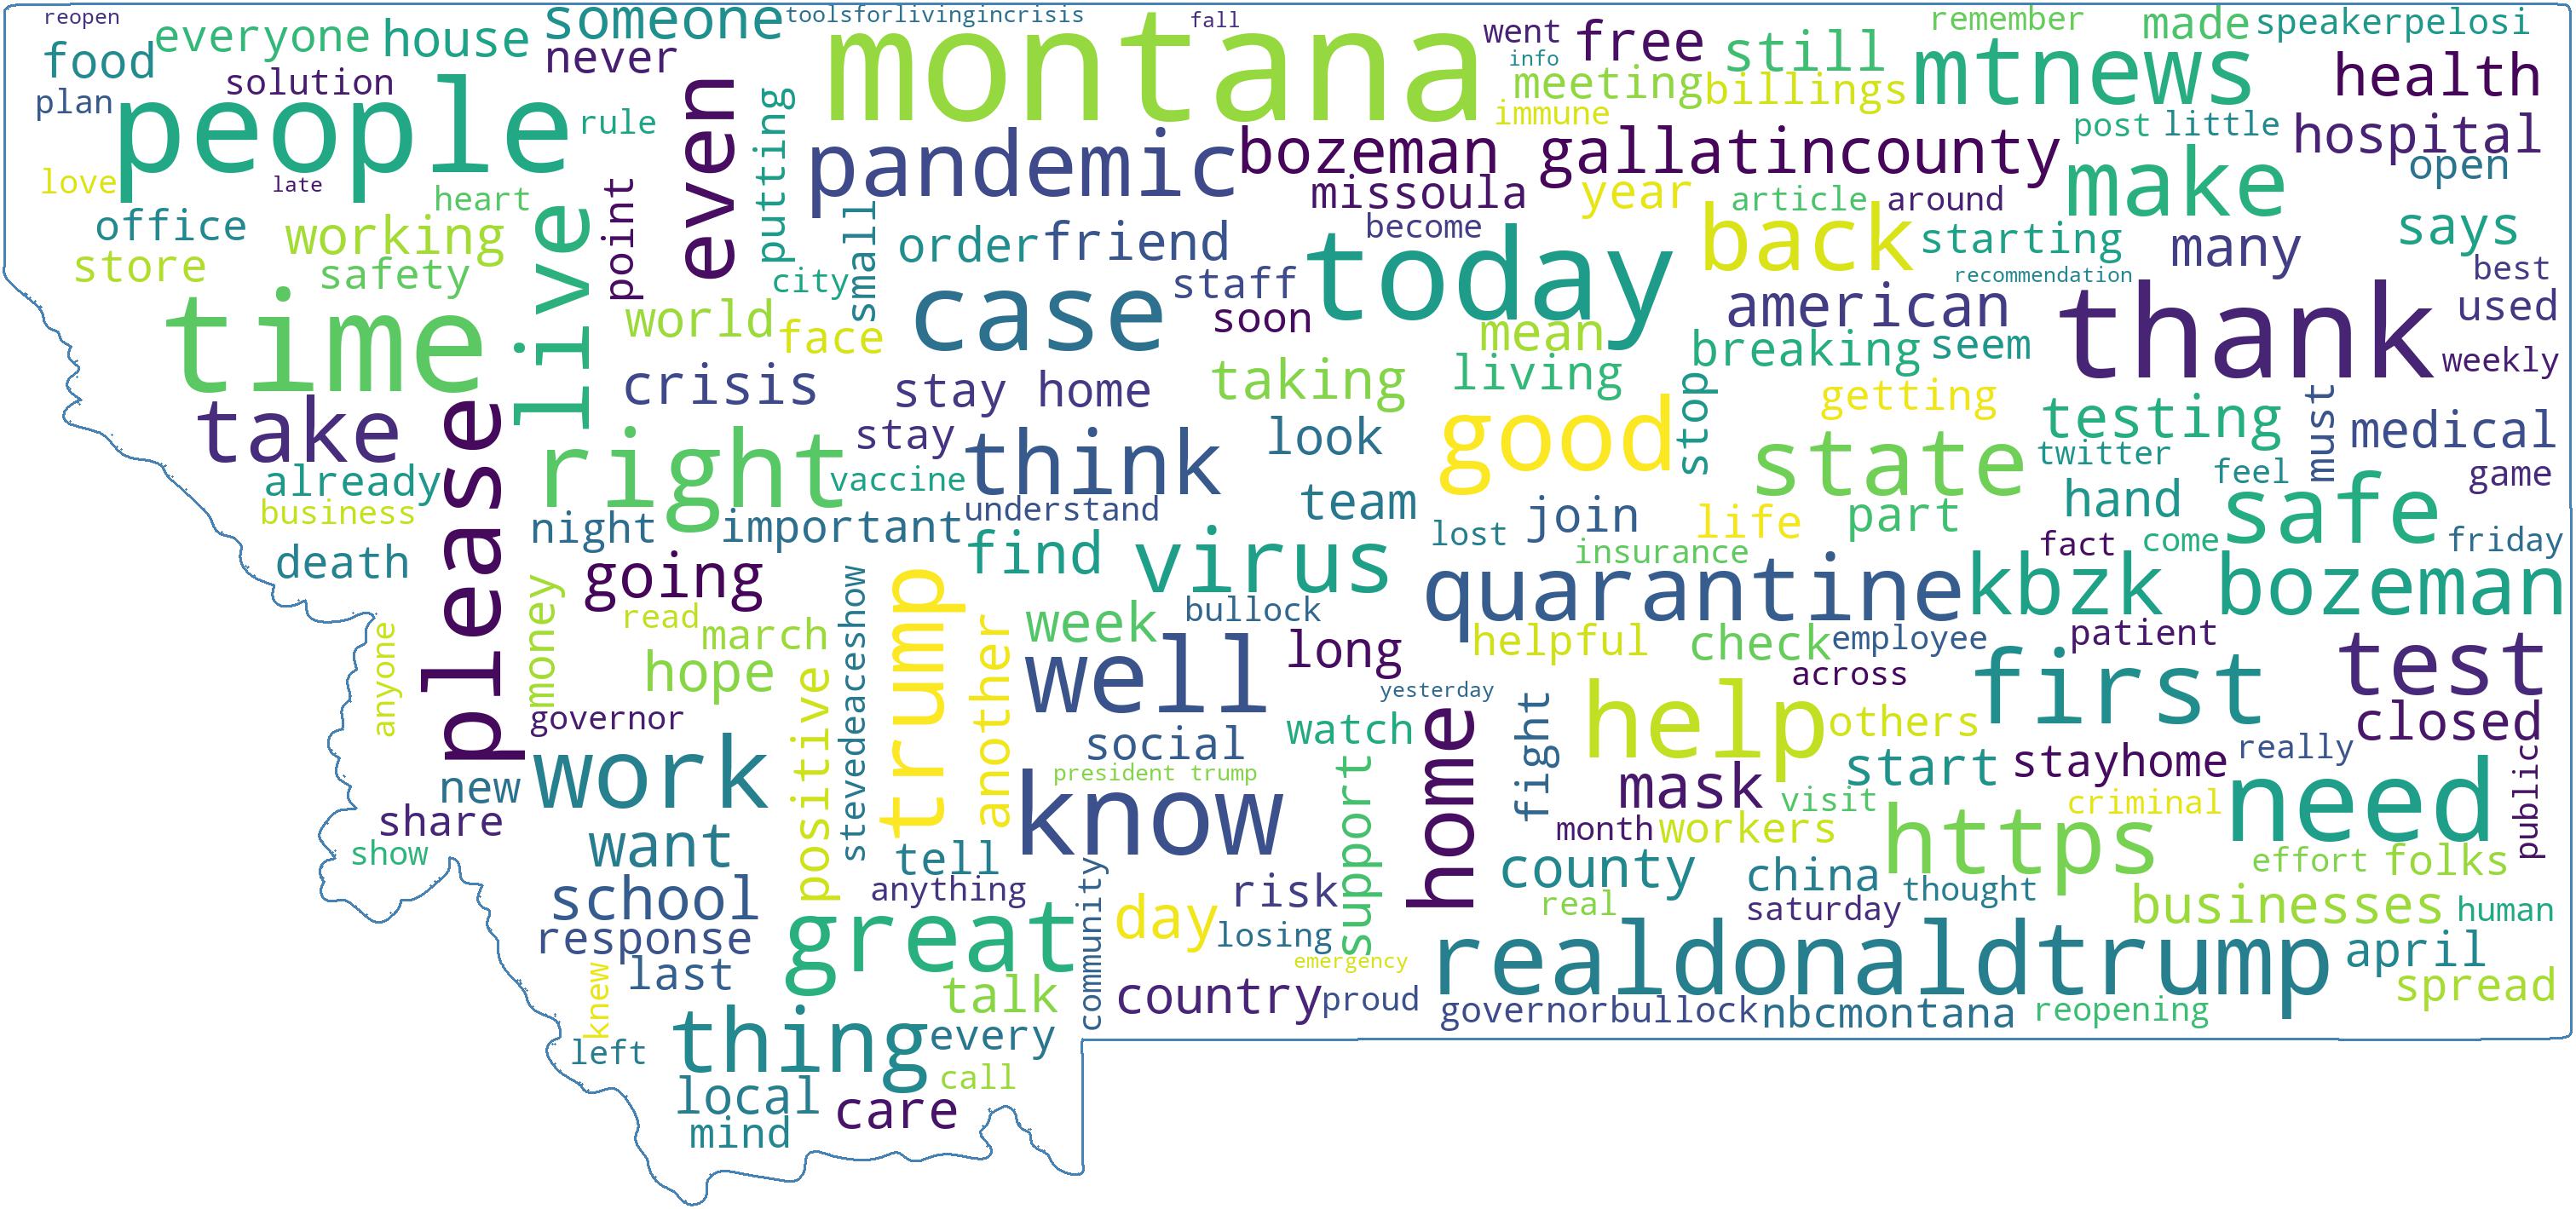 reopen
someone
toolsforlivingincrisis
fall
montana
went
free
still
remember
made
speakerpelosi
food
everyone
house
never
info
mtnews
health
solution
meeting
billings
plan
people
rule
even
putting
immune
post
little
hospital
pandemic
bozeman
gallatincounty
make
open
love
late
heart
point
missoula
year
article
around
office
working
live
small
order
friend
become
today
back
starting
many
says
store
safety
city
staff
recommendation
best
time
world
face
case
soon
mean
american
thank
used
breaking
seem
weekly
crisis
stay home
taking
living
stop
getting
must
take
please
right
stay
think
look
good
state
testing
medical
already
vaccine
twitter
feel
game
business
night
important
understand
team
lost
join
life
part
hand
safe
death
going
find
virus
insurance
fact
come
friday
quarantine
kbzk bozeman
money
read
march
stevedeaceshow
trump
another
week
bullock
long
helpful
check
employee
patient
anyone
hope
positive
well
yesterday
across
first
test
governor
social
watch
home
fight
help
others
closed
new
work
president trump
know
support
mask
start
stayhome
really
public
share
visit
criminal
need
show
want
tell
month
workers
https
school
anything
community
risk
county
china
thought
effort
folks
response
great
day
losing
real
saturday
businesses
human
knew
last
talk
emergency
country
proud
realdonaldtrump
april
spread
governorbullock
nbcmontana
reopening
left
thing
every
local
call
care
mind